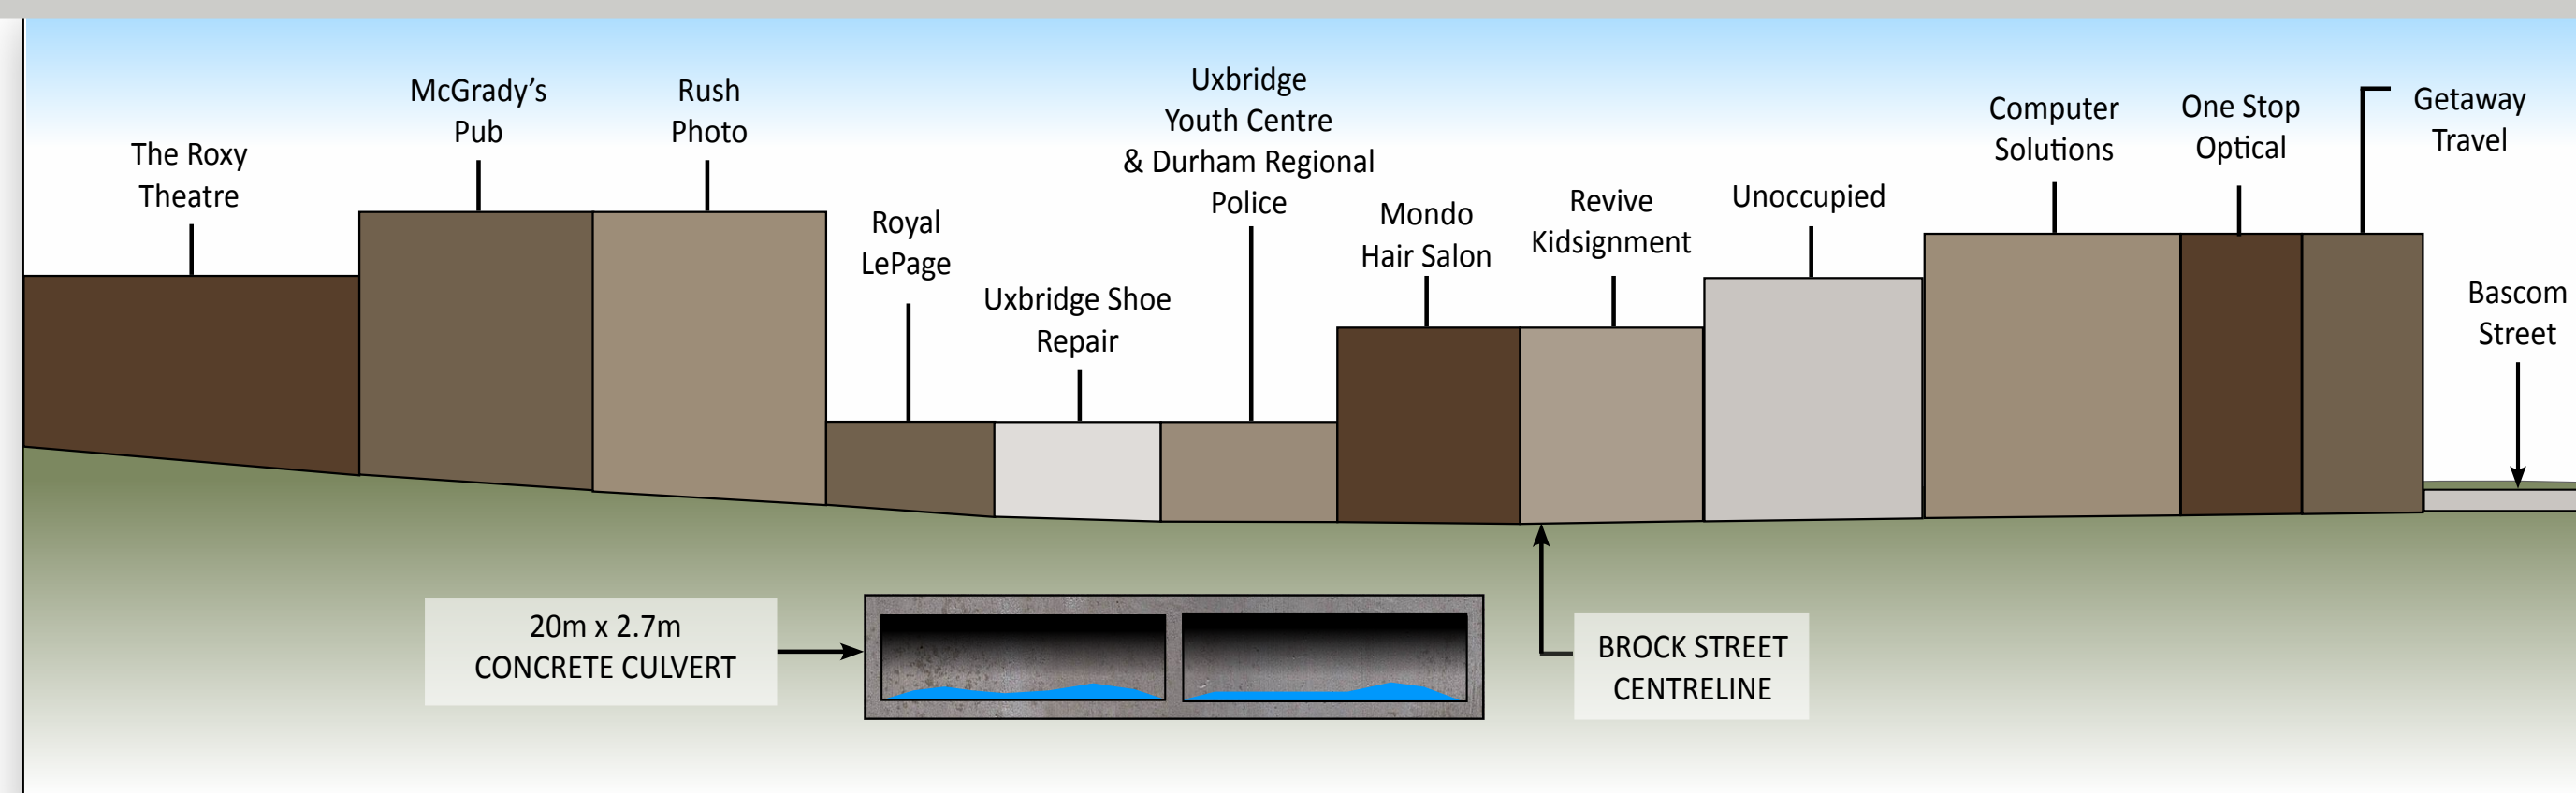 The Roxy
Theatre
McGrady's
Pub
Rush
Photo
Royal
LePage
Uxbridge Shoe
Repair
Uxbridge
Youth Centre
& Durham Regional
Police
Mondo
Hair Salon
Revive
Kidsignment
Unoccupied
Computer
Solutions
One Stop
Optical
Getaway
Travel
Bascom
Street
20m x 2.7m
CONCRETE CULVERT
BROCK STREET
CENTRELINE